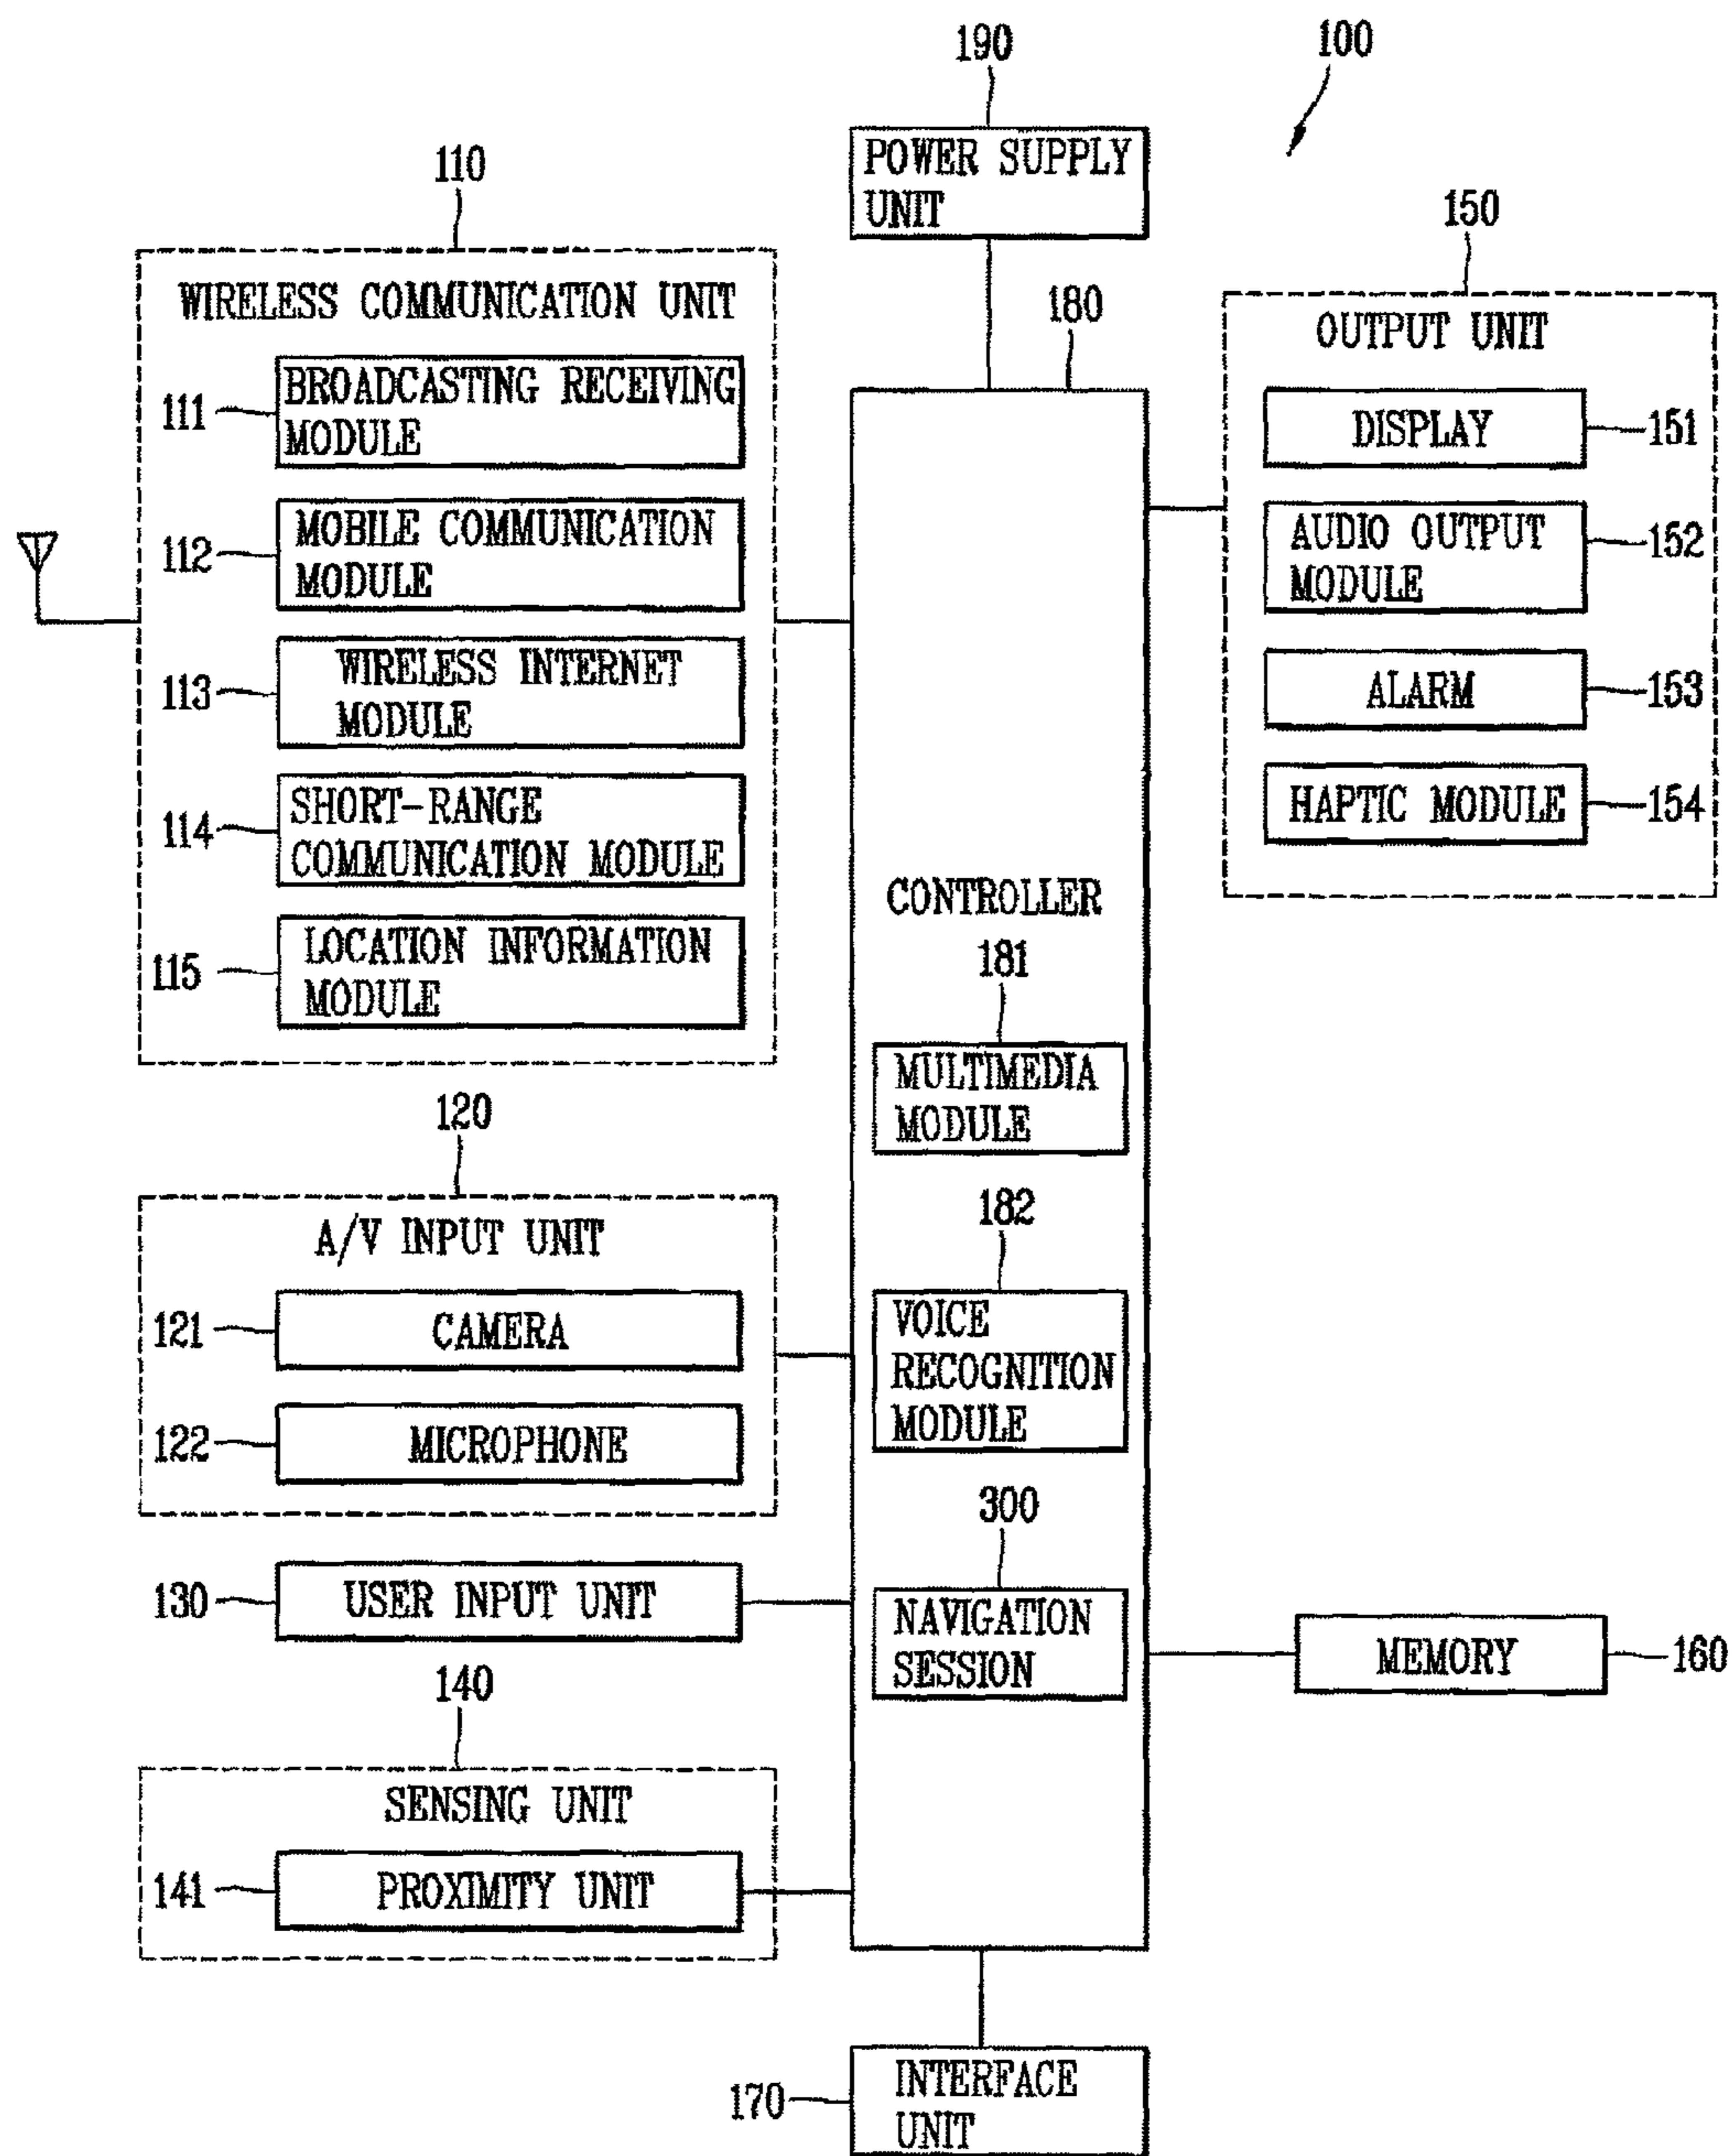 100
190
POWER SUPPLY
UNIT
110
WIRELESS COMMUNICATION UNIT
111
BROADCASTING RECEIVING
MODULE
112
MOBILE COMMUNICATION
MODULE
113
WIRELESS INTERNET
MODULE
114
SHORT-RANGE
COMMUNICATION MODULE
115
LOCATION INFORMATION
MODULE
120
A/V INPUT UNIT
121
CAMERA
122
MICROPHONE
130
USER INPUT UNIT
140
SENSING UNIT
141
PROXIMITY UNIT
180
CONTROLLER
181
MULTIMEDIA
MODULE
182
VOICE
RECOGNITION
MODULE
300
NAVIGATION
SESSION
150
OUTPUT UNIT
DISPLAY
151
AUDIO OUTPUT
MODULE
152
ALARM
153
HAPTIC MODULE
154
MEMORY
160
170
INTERFACE
UNIT